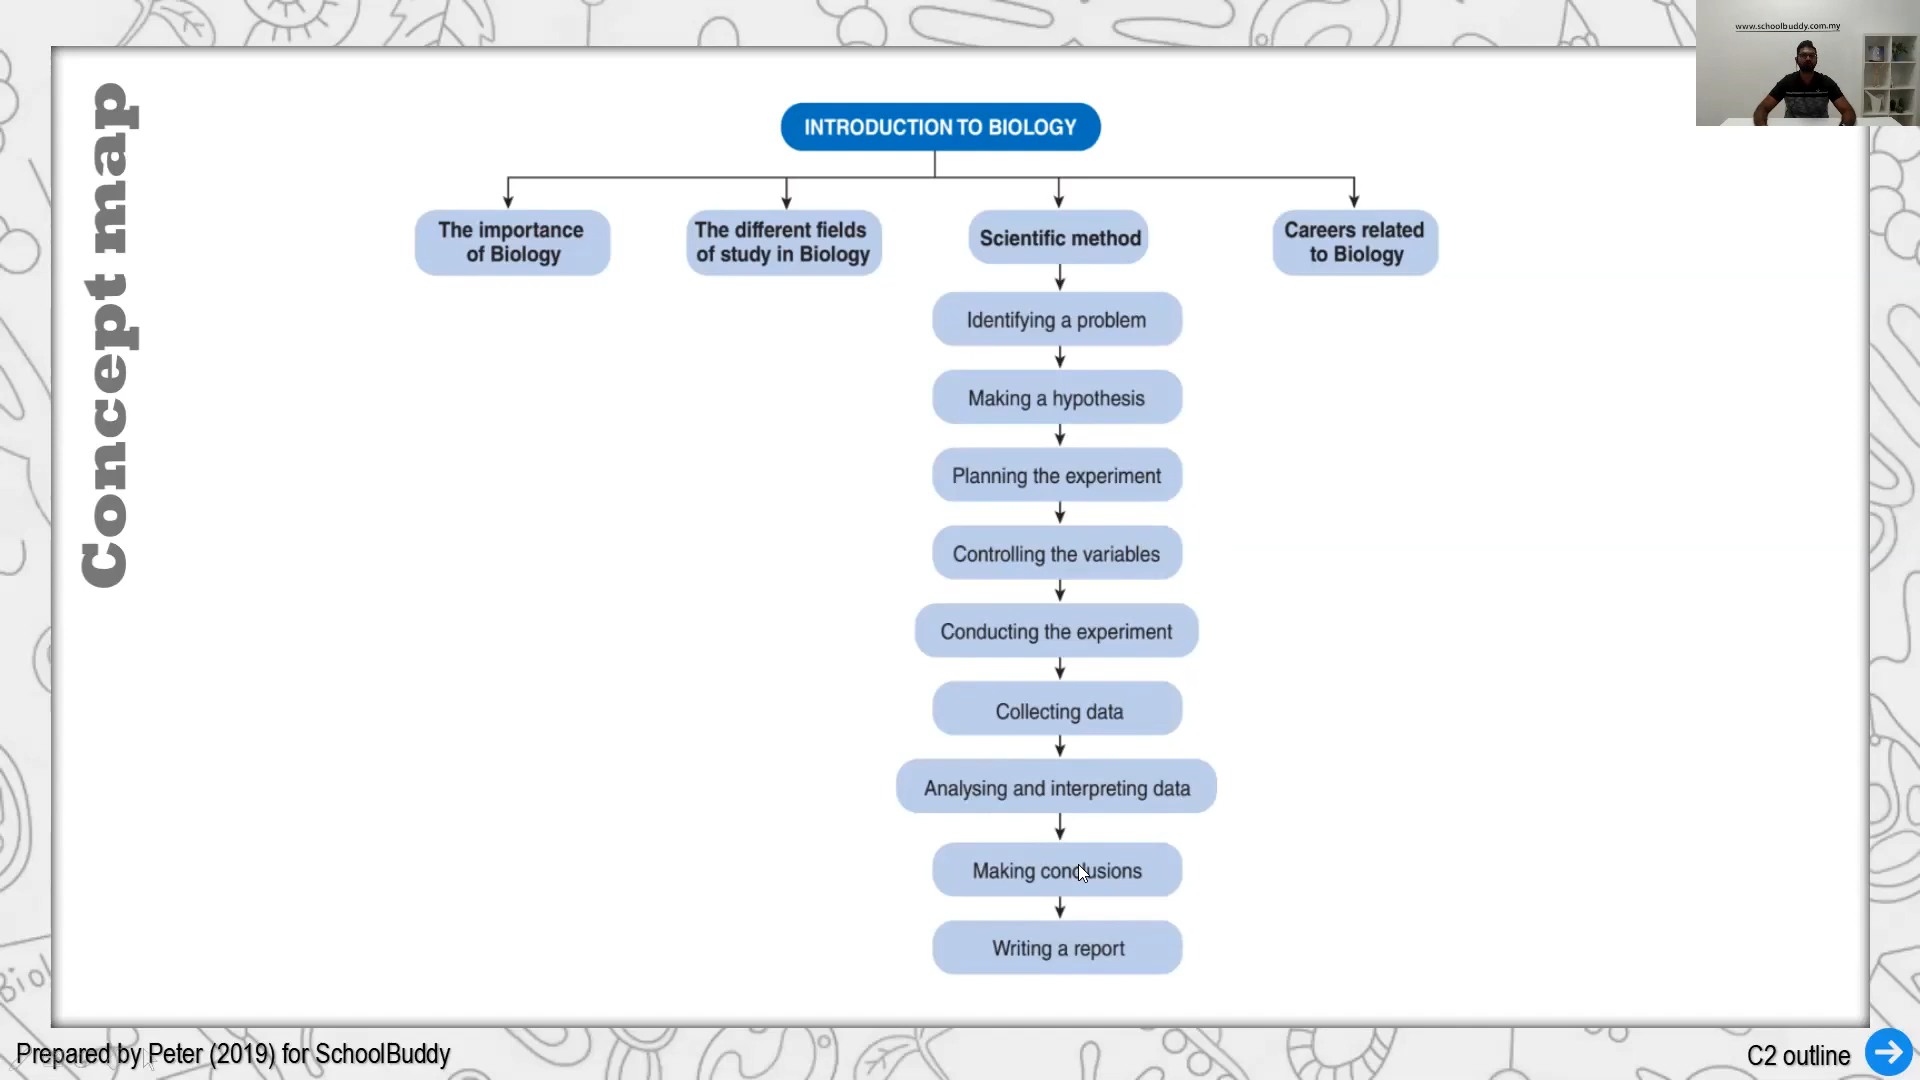 www.schoolbuddy.com.my
Concept map
INTRODUCTION TO BIOLOGY
The importance
of Biology
The different fields
of study in Biology
Scientific method
Careers related
to Biology
Identifying a problem
Making a hypothesis
Planning the experiment
Controlling the variables
Conducting the experiment
Collecting data
Analysing and interpreting data
Making conclusions
Writing a report
Biol
Prepared by Peter (2019) for SchoolBuddy
C2 outline